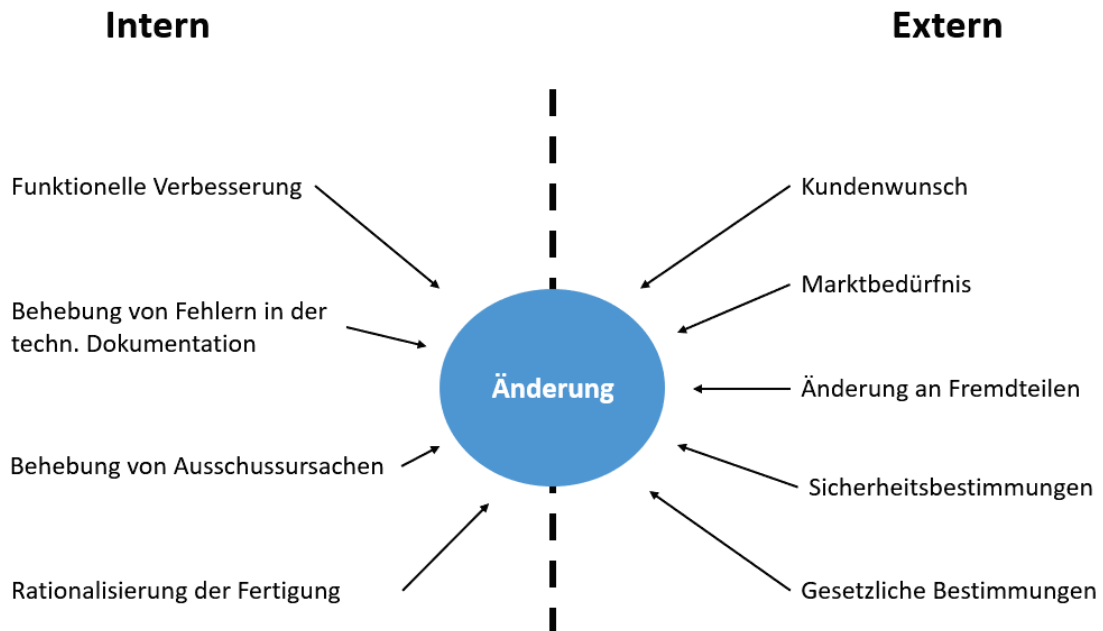 Intern
Extern
Funktionelle Verbesserung
Behebung von Fehlern in der
techn. Dokumentation
Behebung von Ausschussursachen
Rationalisierung der Fertigung
Änderung
Kundenwunsch
Marktbedürfnis
Änderung an Fremdteilen
Sicherheitsbestimmungen
Gesetzliche Bestimmungen